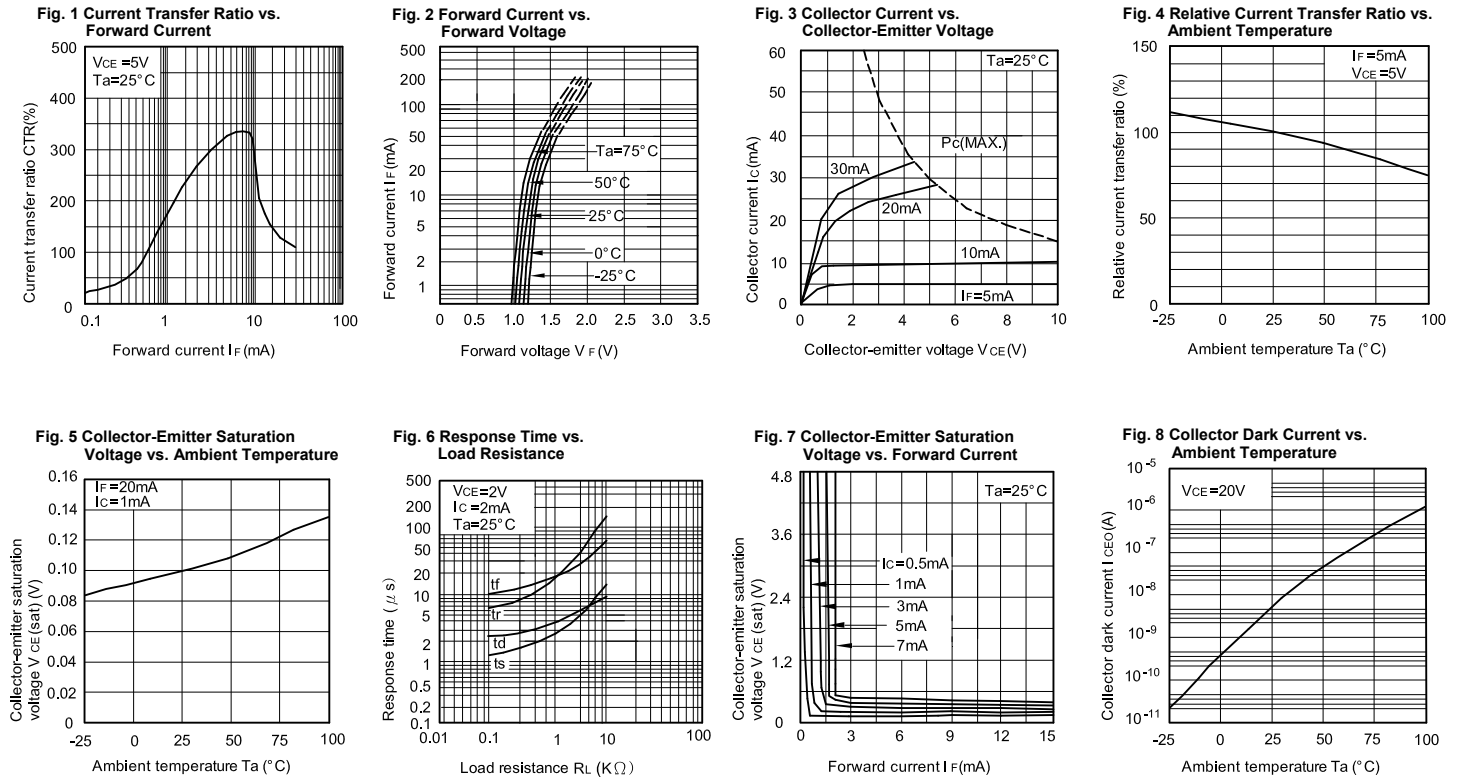 Fig. 1 Current Transfer Ratio vs.
Forward Current
500
400
300
200
100
0
Current transfer ratio CTR(%)
VCE =5V
Ta=25°C
0.1
1
10
100
Forward current IF (mA)
Fig. 2 Forward Current vs.
Forward Voltage
500
200
100
50
20
10
5
2
1
Forward current IF (mA)
Ta=75°C
50°C
25°C
0°C
-25°C
0
0.5
1.0
1.5
2.0
2.5
3.0
3.5
Forward voltage VF (V)
Fig. 3 Collector Current vs.
Collector-Emitter Voltage
60
50
40
30
20
10
0
Collector current IC(mA)
Ta=25°C
Pc(MAX.)
30mA
20mA
10mA
IF=5mA
0
2
4
6
8
10
Collector-emitter voltage VCE(V)
Fig. 4 Relative Current Transfer Ratio vs.
Ambient Temperature
150
100
50
0
Relative current transfer ratio (%)
IF=5mA
VCE=5V
-25
0
25
50
75
100
Ambient temperature Ta (°C)
Fig. 5 Collector-Emitter Saturation
Voltage vs. Ambient Temperature
0.16
0.14
0.12
0.10
0.08
0.06
0.04
0.02
0
Collector-emitter saturation
voltage VCE (sat) (V)
IF=20mA
IC=1mA
-25
0
25
50
75
100
Ambient temperature Ta (°C)
Fig. 6 Response Time vs.
Load Resistance
500
200
100
50
20
10
5
2
1
0.5
0.2
0.1
Response time (μs)
VCE=2V
IC=2mA
Ta=25°C
tf
tr
td
ts
0.01
0.1
1
10
100
Load resistance RL (KΩ)
Fig. 7 Collector-Emitter Saturation
Voltage vs. Forward Current
4.8
3.6
2.4
1.2
0
Collector-emitter saturation
voltage VCE (sat) (V)
Ta=25°C
IC=0.5mA
1mA
3mA
5mA
7mA
0
3
6
9
12
15
Forward current IF(mA)
Fig. 8 Collector Dark Current vs.
Ambient Temperature
10-5
10-6
10-7
10-8
10-9
10-10
10-11
Collector dark current ICEO(A)
VCE=20V
-25
0
25
50
75
100
Ambient temperature Ta (°C)